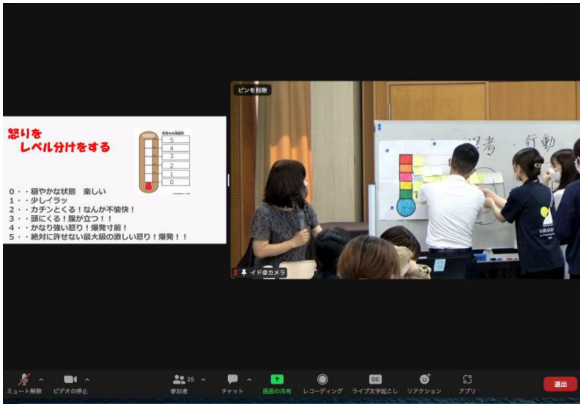 ピンを削除
怒りを
レベル分けをする
5
4
3
2
1
0
0・・穏やかな状態 楽しい
1・・少しイラッ
2・・カチンとくる！なんか不愉快！
3・・頭にくる！腹が立つ！！
4・・かなり強い怒り！爆発寸前！
5・・絶対に許せない最大級の激しい怒り！爆発！！
思考・行動
イド@カメラ
ミュート解除
ビデオの停止
参加者
25
チャット
画面の共有
レコーディング
CC
ライブ文字起こし
リアクション
アプリ
退出